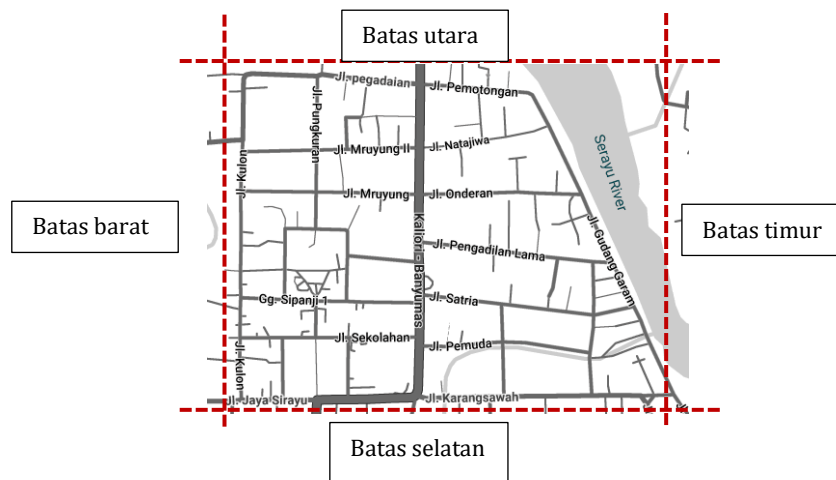 Batas utara
Jl. pegadaian
Jl. Pemotongan
Jl. Pungkuran
Jl. Mruyung II
Jl. Natajiwa
Serayu River
Jl. Kulon
Jl. Mruyung
Jl. Onderan
Batas barat
Batas timur
Jl. Gudang Garam
Jl. Pengadilan Lama
Kaliori - Banyumas
Gg. Sipanji 1
Jl. Satria
Jl. Sekolahan
Jl. Pemuda
Jl. Kulon
Jl. Jaya Sirayu
Jl. Karangsawah
Batas selatan